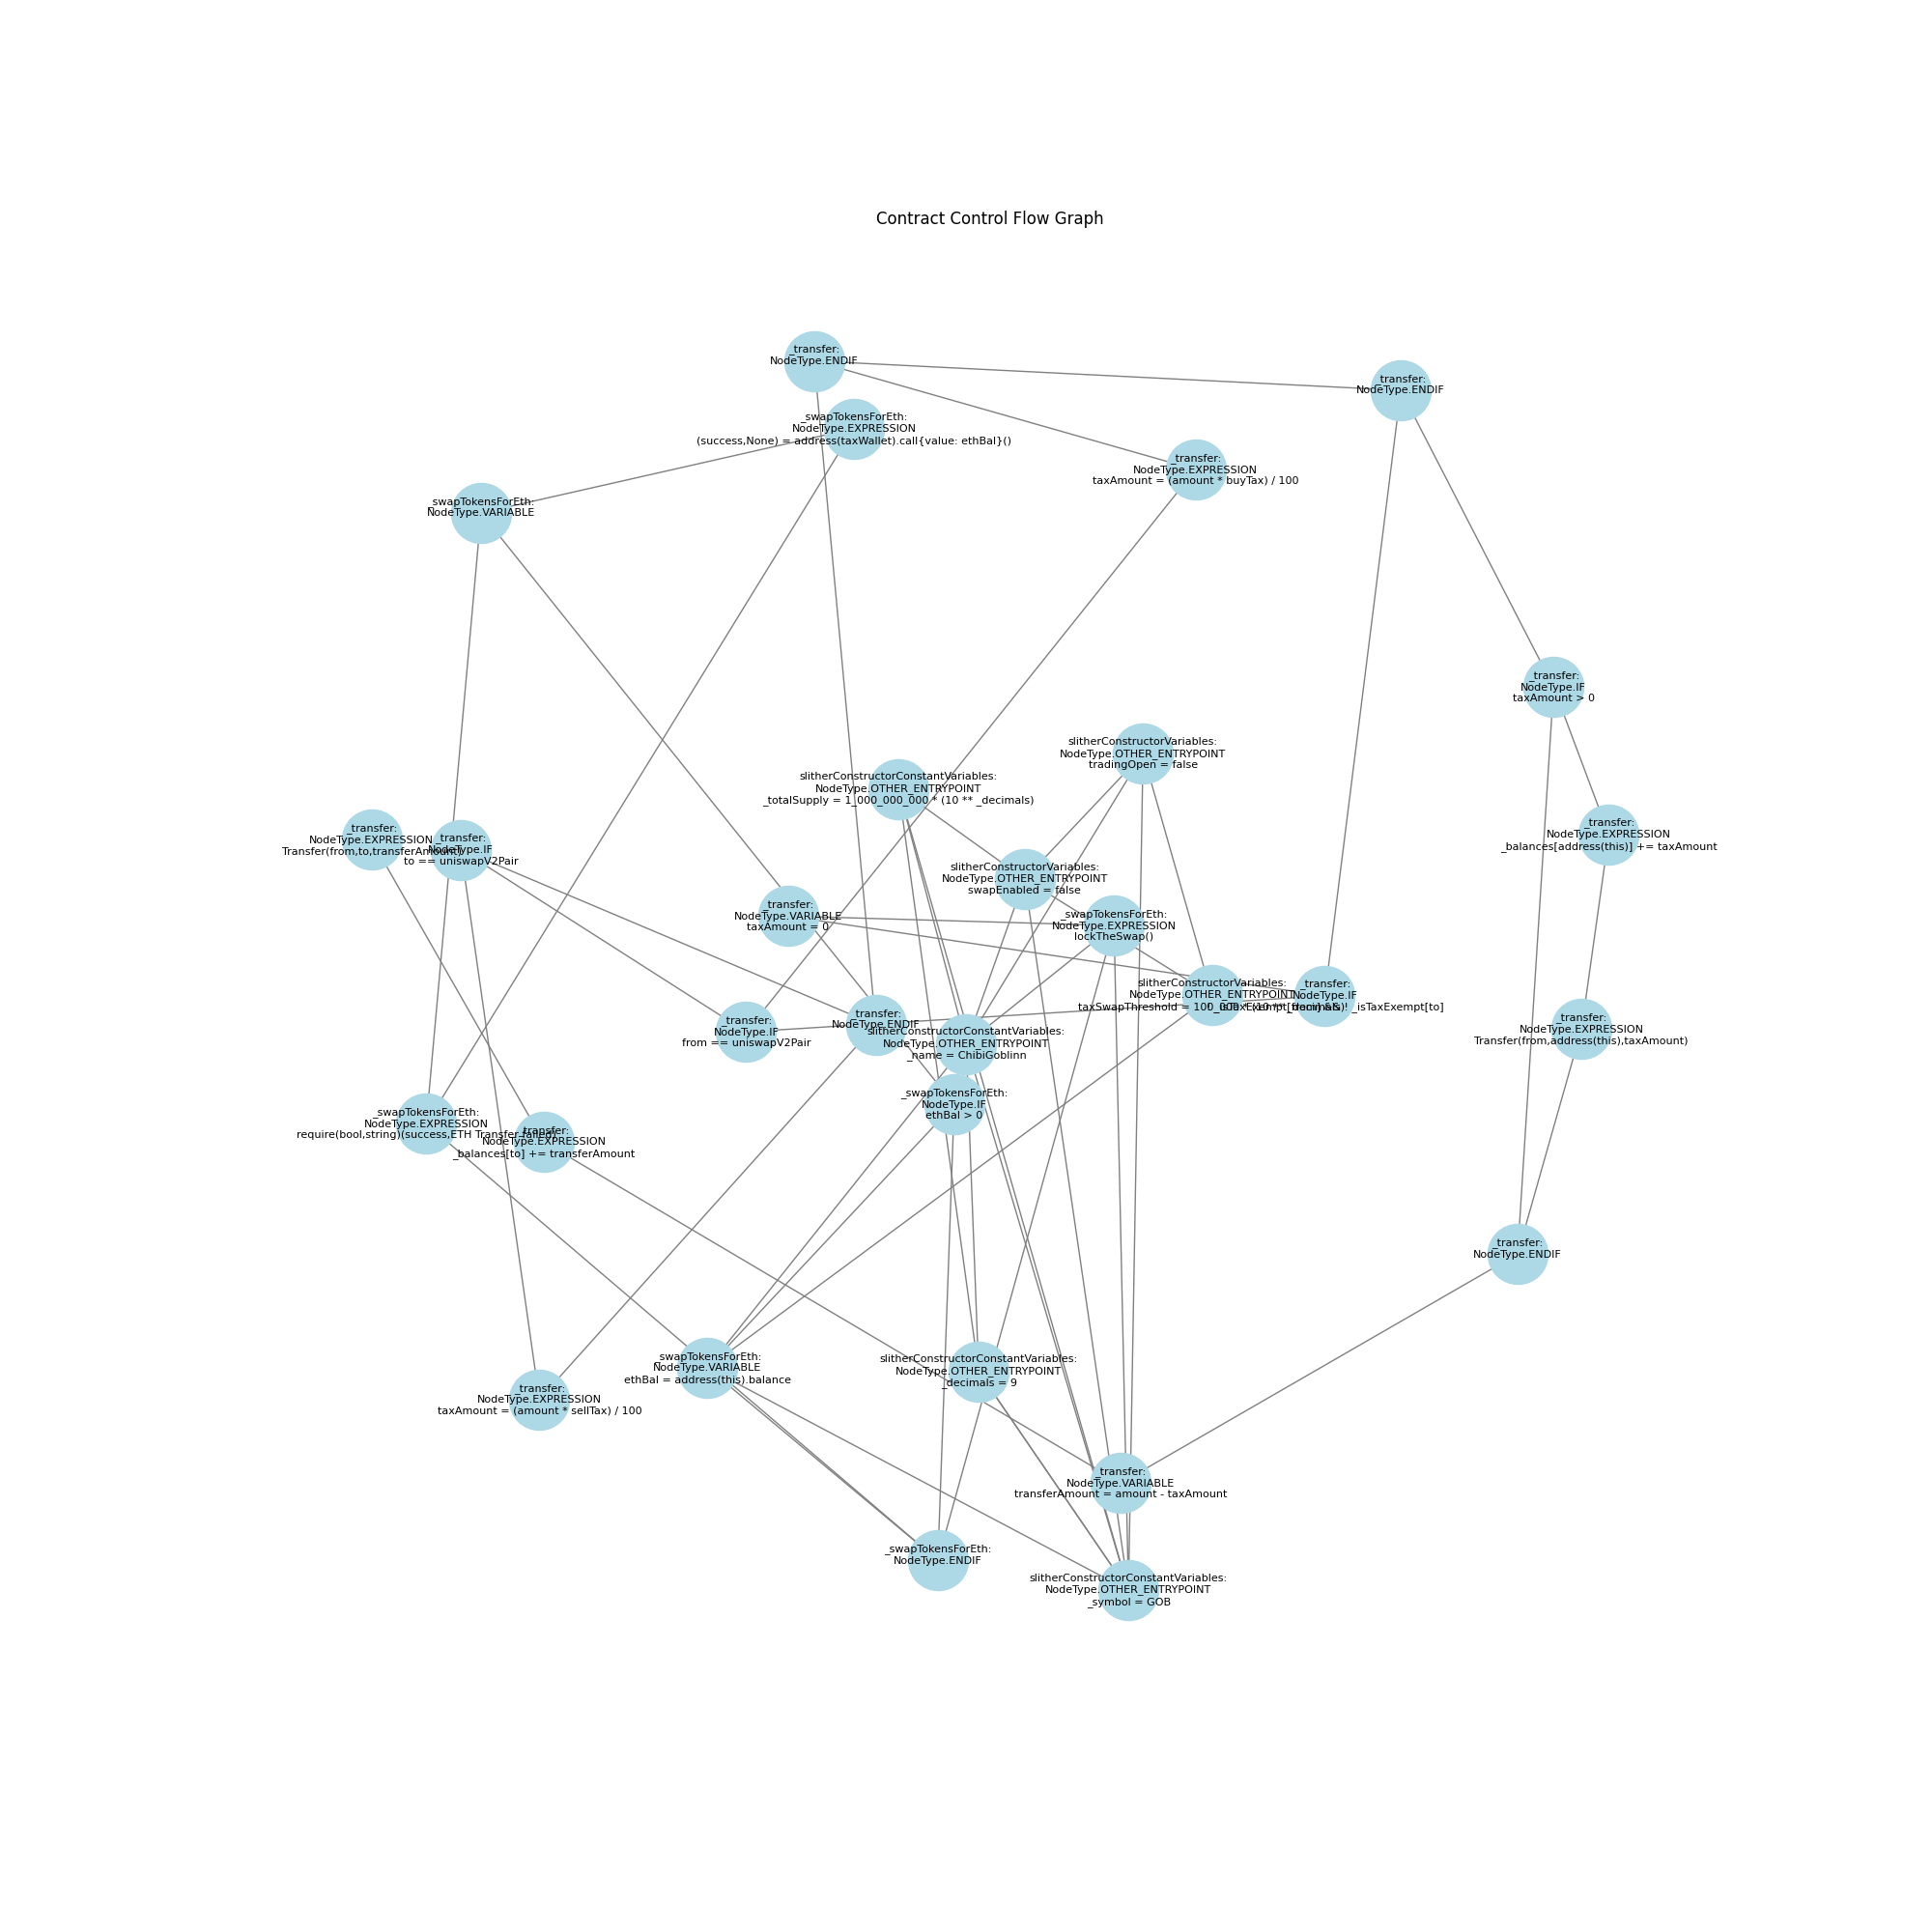 Contract Control Flow Graph
_transfer:
NodeType.ENDIF
_transfer:
NodeType.ENDIF
_swapTokensForEth:
NodeType.EXPRESSION
(success,None) = address(taxWallet).call{value: ethBal}()
_transfer:
NodeType.EXPRESSION
taxAmount = (amount * buyTax) / 100
_swapTokensForEth:
NodeType.VARIABLE
_transfer:
NodeType.IF
taxAmount > 0
slitherConstructorVariables:
NodeType.OTHER_ENTRYPOINT
tradingOpen = false
slitherConstructorConstantVariables:
NodeType.OTHER_ENTRYPOINT
_totalSupply = 1_000_000_000 * (10 ** _decimals)
_transfer:
NodeType.EXPRESSION
Transfer(from,to,transferAmount)
_transfer:
NodeType.IF
to == uniswapV2Pair
_transfer:
NodeType.EXPRESSION
_balances[address(this)] += taxAmount
slitherConstructorVariables:
NodeType.OTHER_ENTRYPOINT
swapEnabled = false
_transfer:
NodeType.VARIABLE
taxAmount = 0
_swapTokensForEth:
NodeType.EXPRESSION
lockTheSwap()
slitherConstructorVariables:
NodeType.OTHER_ENTRYPOINT
taxSwapThreshold = 100_000 * (10 ** _decimals)
_transfer:
NodeType.IF
! _isTaxExempt[from] && ! _isTaxExempt[to]
_transfer:
NodeType.IF
from == uniswapV2Pair
_transfer:
NodeType.ENDIF
_transfer:
NodeType.EXPRESSION
Transfer(from,address(this),taxAmount)
slitherConstructorConstantVariables:
NodeType.OTHER_ENTRYPOINT
_name = ChibiGoblinn
_swapTokensForEth:
NodeType.IF
ethBal > 0
_swapTokensForEth:
NodeType.EXPRESSION
require(bool,string)(success,ETH Transfer failed)
_transfer:
NodeType.EXPRESSION
_balances[to] += transferAmount
_transfer:
NodeType.ENDIF
_swapTokensForEth:
NodeType.VARIABLE
ethBal = address(this).balance
slitherConstructorConstantVariables:
NodeType.OTHER_ENTRYPOINT
_decimals = 9
_transfer:
NodeType.EXPRESSION
taxAmount = (amount * sellTax) / 100
_transfer:
NodeType.VARIABLE
transferAmount = amount - taxAmount
_swapTokensForEth:
NodeType.ENDIF
slitherConstructorConstantVariables:
NodeType.OTHER_ENTRYPOINT
_symbol = GOB